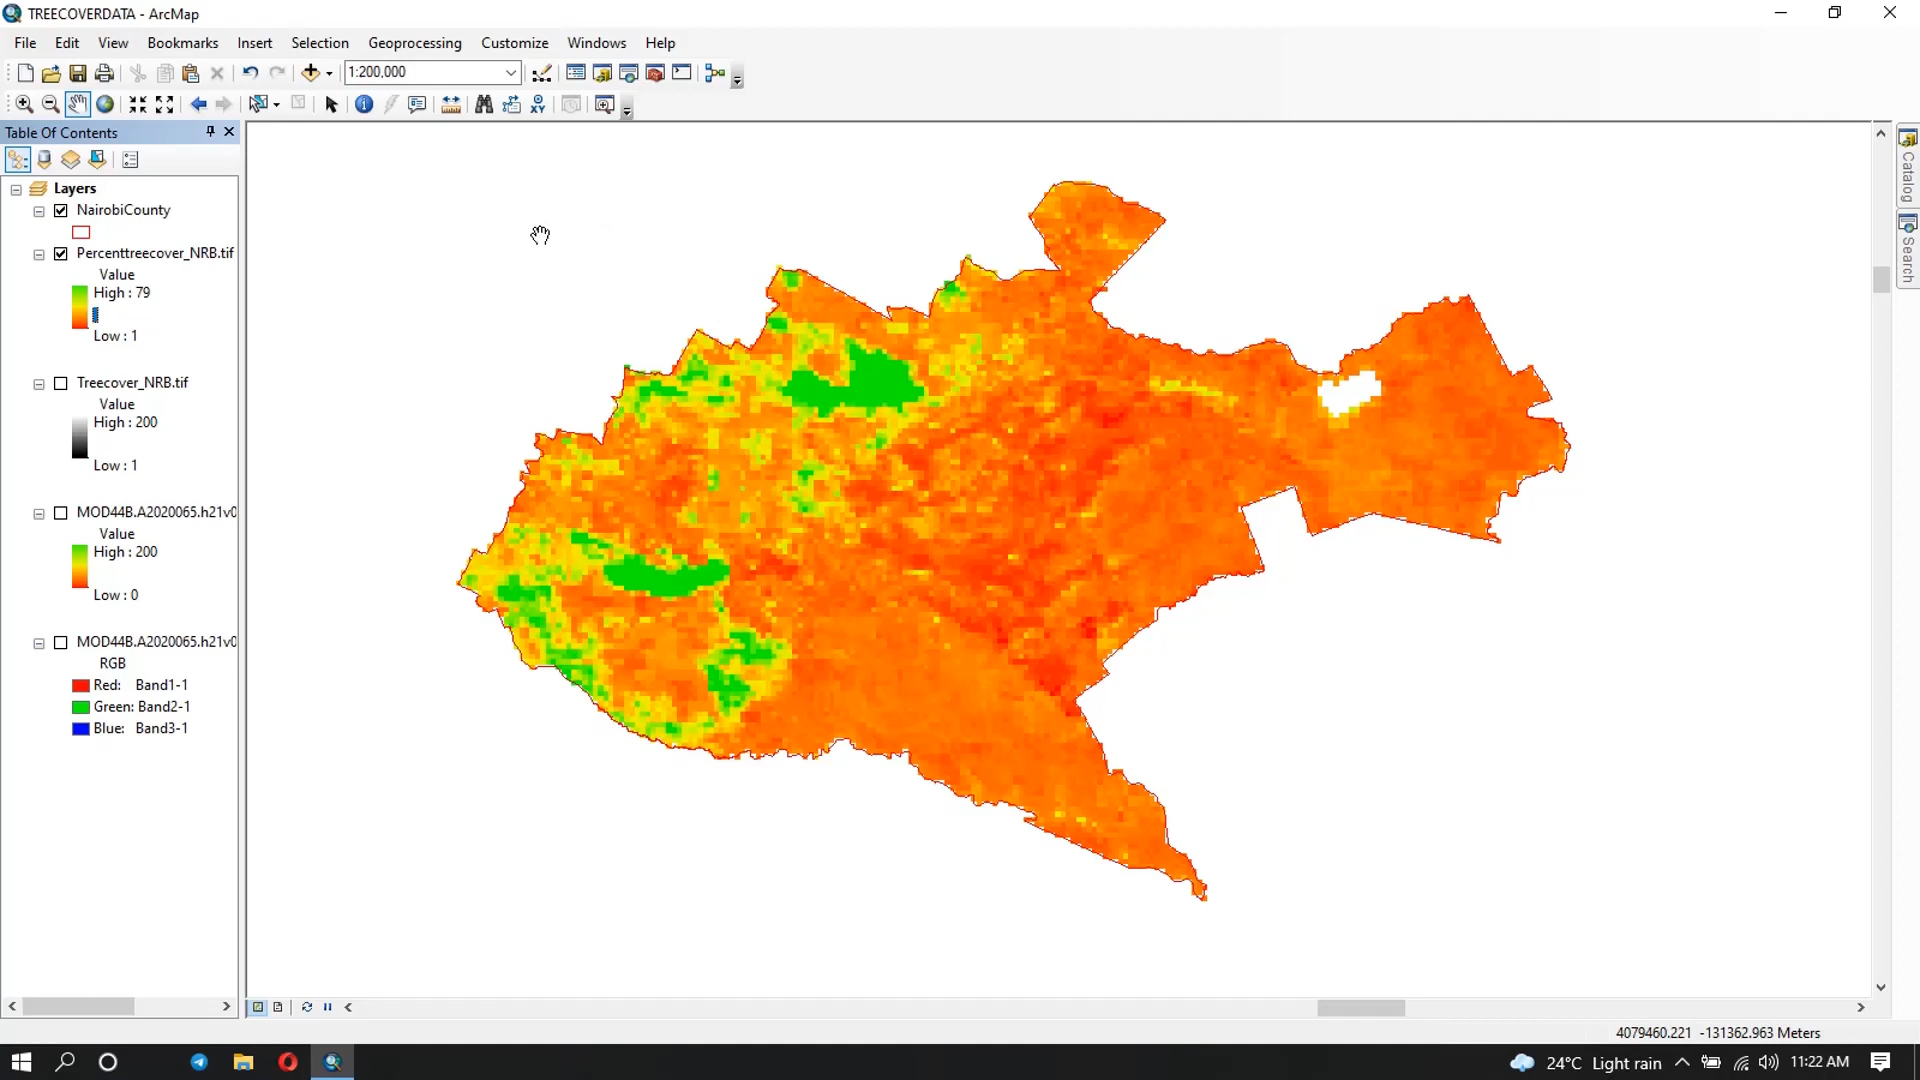 TREECOVERDATA - ArcMap
File Edit View Bookmarks Insert Selection Geoprocessing Customize Windows Help
1:200,000
XY
Table Of Contents
Layers
NairobiCounty
Percenttreecover_NRB.tif
Value
High : 79
Low : 1
Treecover_NRB.tif
Value
High : 200
Low : 1
MOD44B.A2020065.h21v0
Value
High : 200
Low : 0
MOD44B.A2020065.h21v0
RGB
Red: Band1-1
Green: Band2-1
Blue: Band3-1
Catalog
Search
4079460.221 -131362.963 Meters
24°C Light rain
11:22 AM